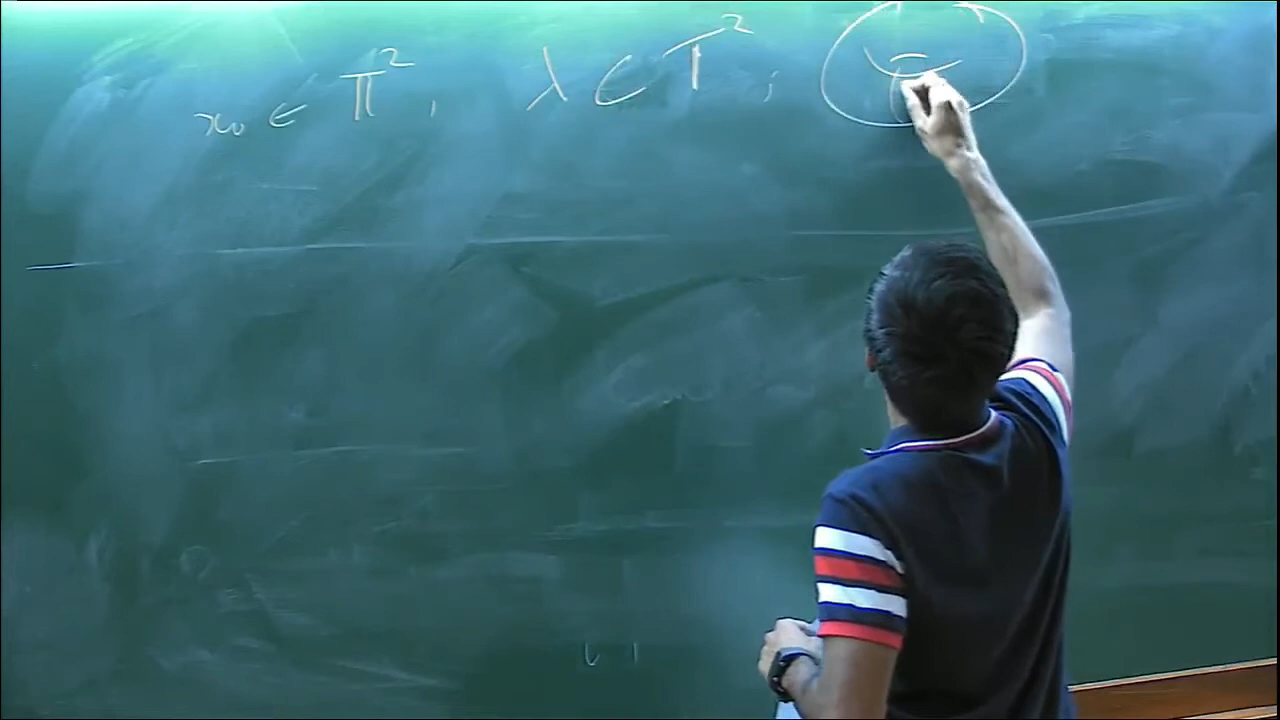 x₀ ∈ 𝕋², λ ⊂ T²;